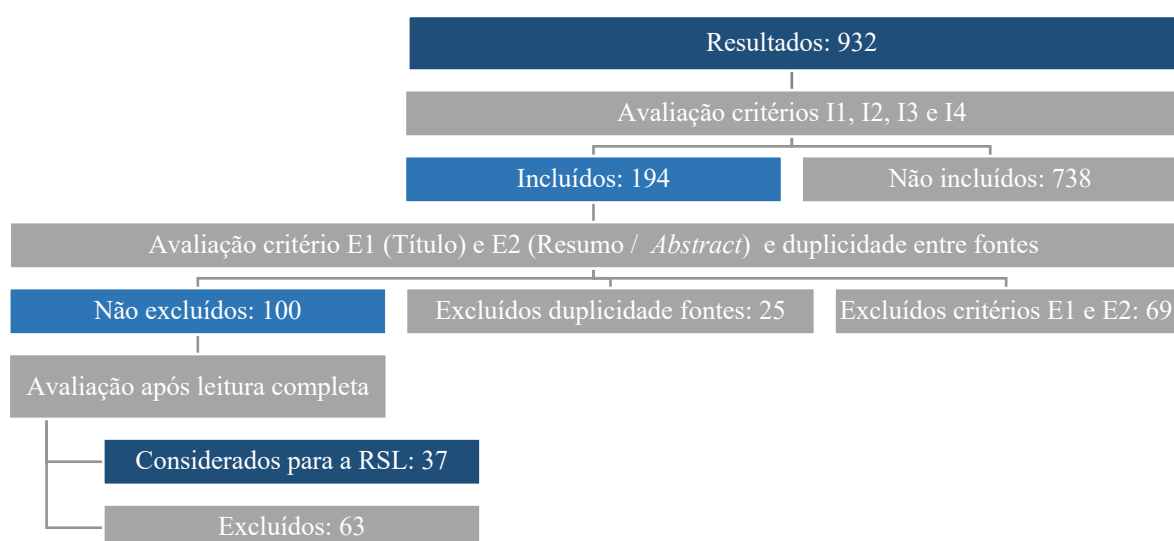 Resultados: 932
Avaliação critérios I1, I2, I3 e I4
Incluídos: 194
Não incluídos: 738
Avaliação critério E1 (Título) e E2 (Resumo / Abstract) e duplicidade entre fontes
Não excluídos: 100
Excluídos duplicidade fontes: 25
Excluídos critérios E1 e E2: 69
Avaliação após leitura completa
Considerados para a RSL: 37
Excluídos: 63